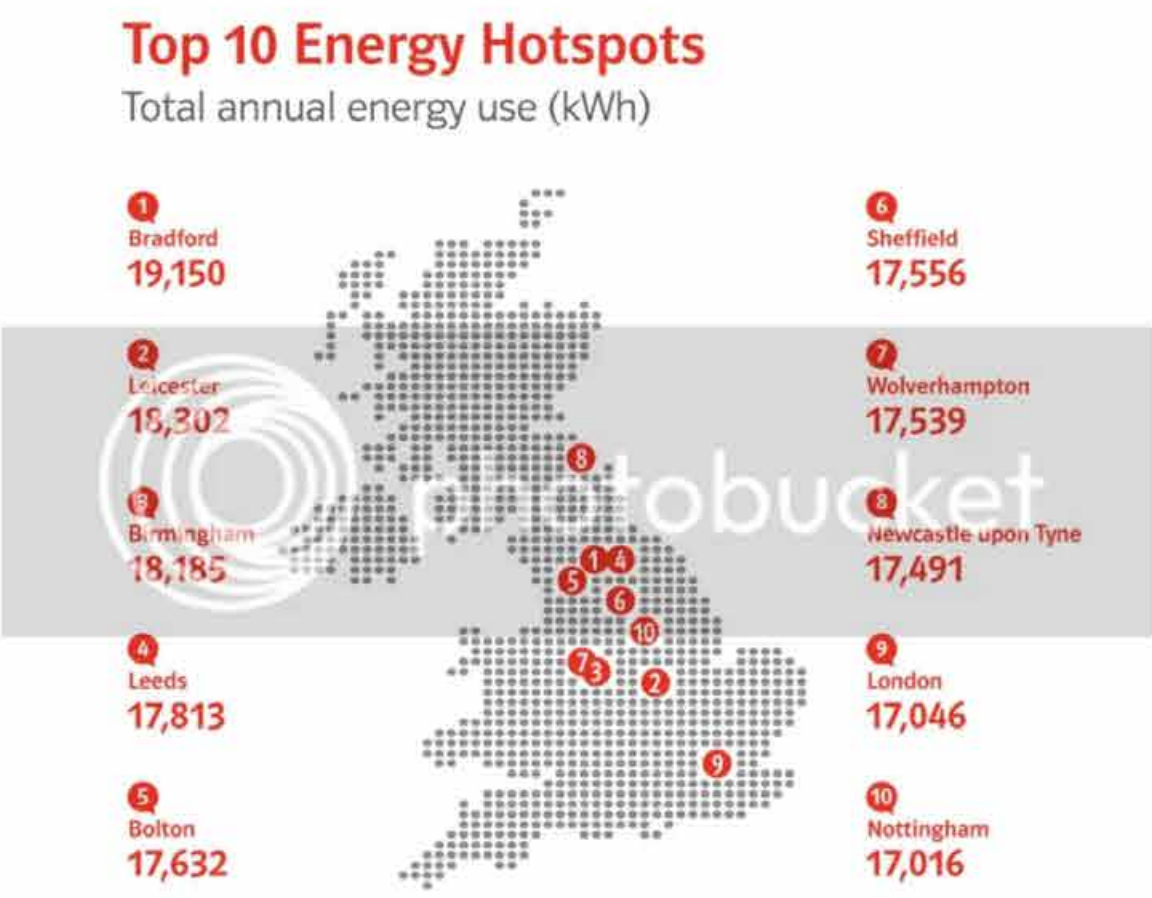 Top 10 Energy Hotspots
Total annual energy use (kWh)
1
Bradford
19,150
2
Leicester
18,302
3
Birmingham
18,185
4
Leeds
17,813
5
Bolton
17,632
6
Sheffield
17,556
7
Wolverhampton
17,539
8
Newcastle upon Tyne
17,491
9
London
17,046
10
Nottingham
17,016
8
1 4
5
6
10
7 3
2
9
photobucket